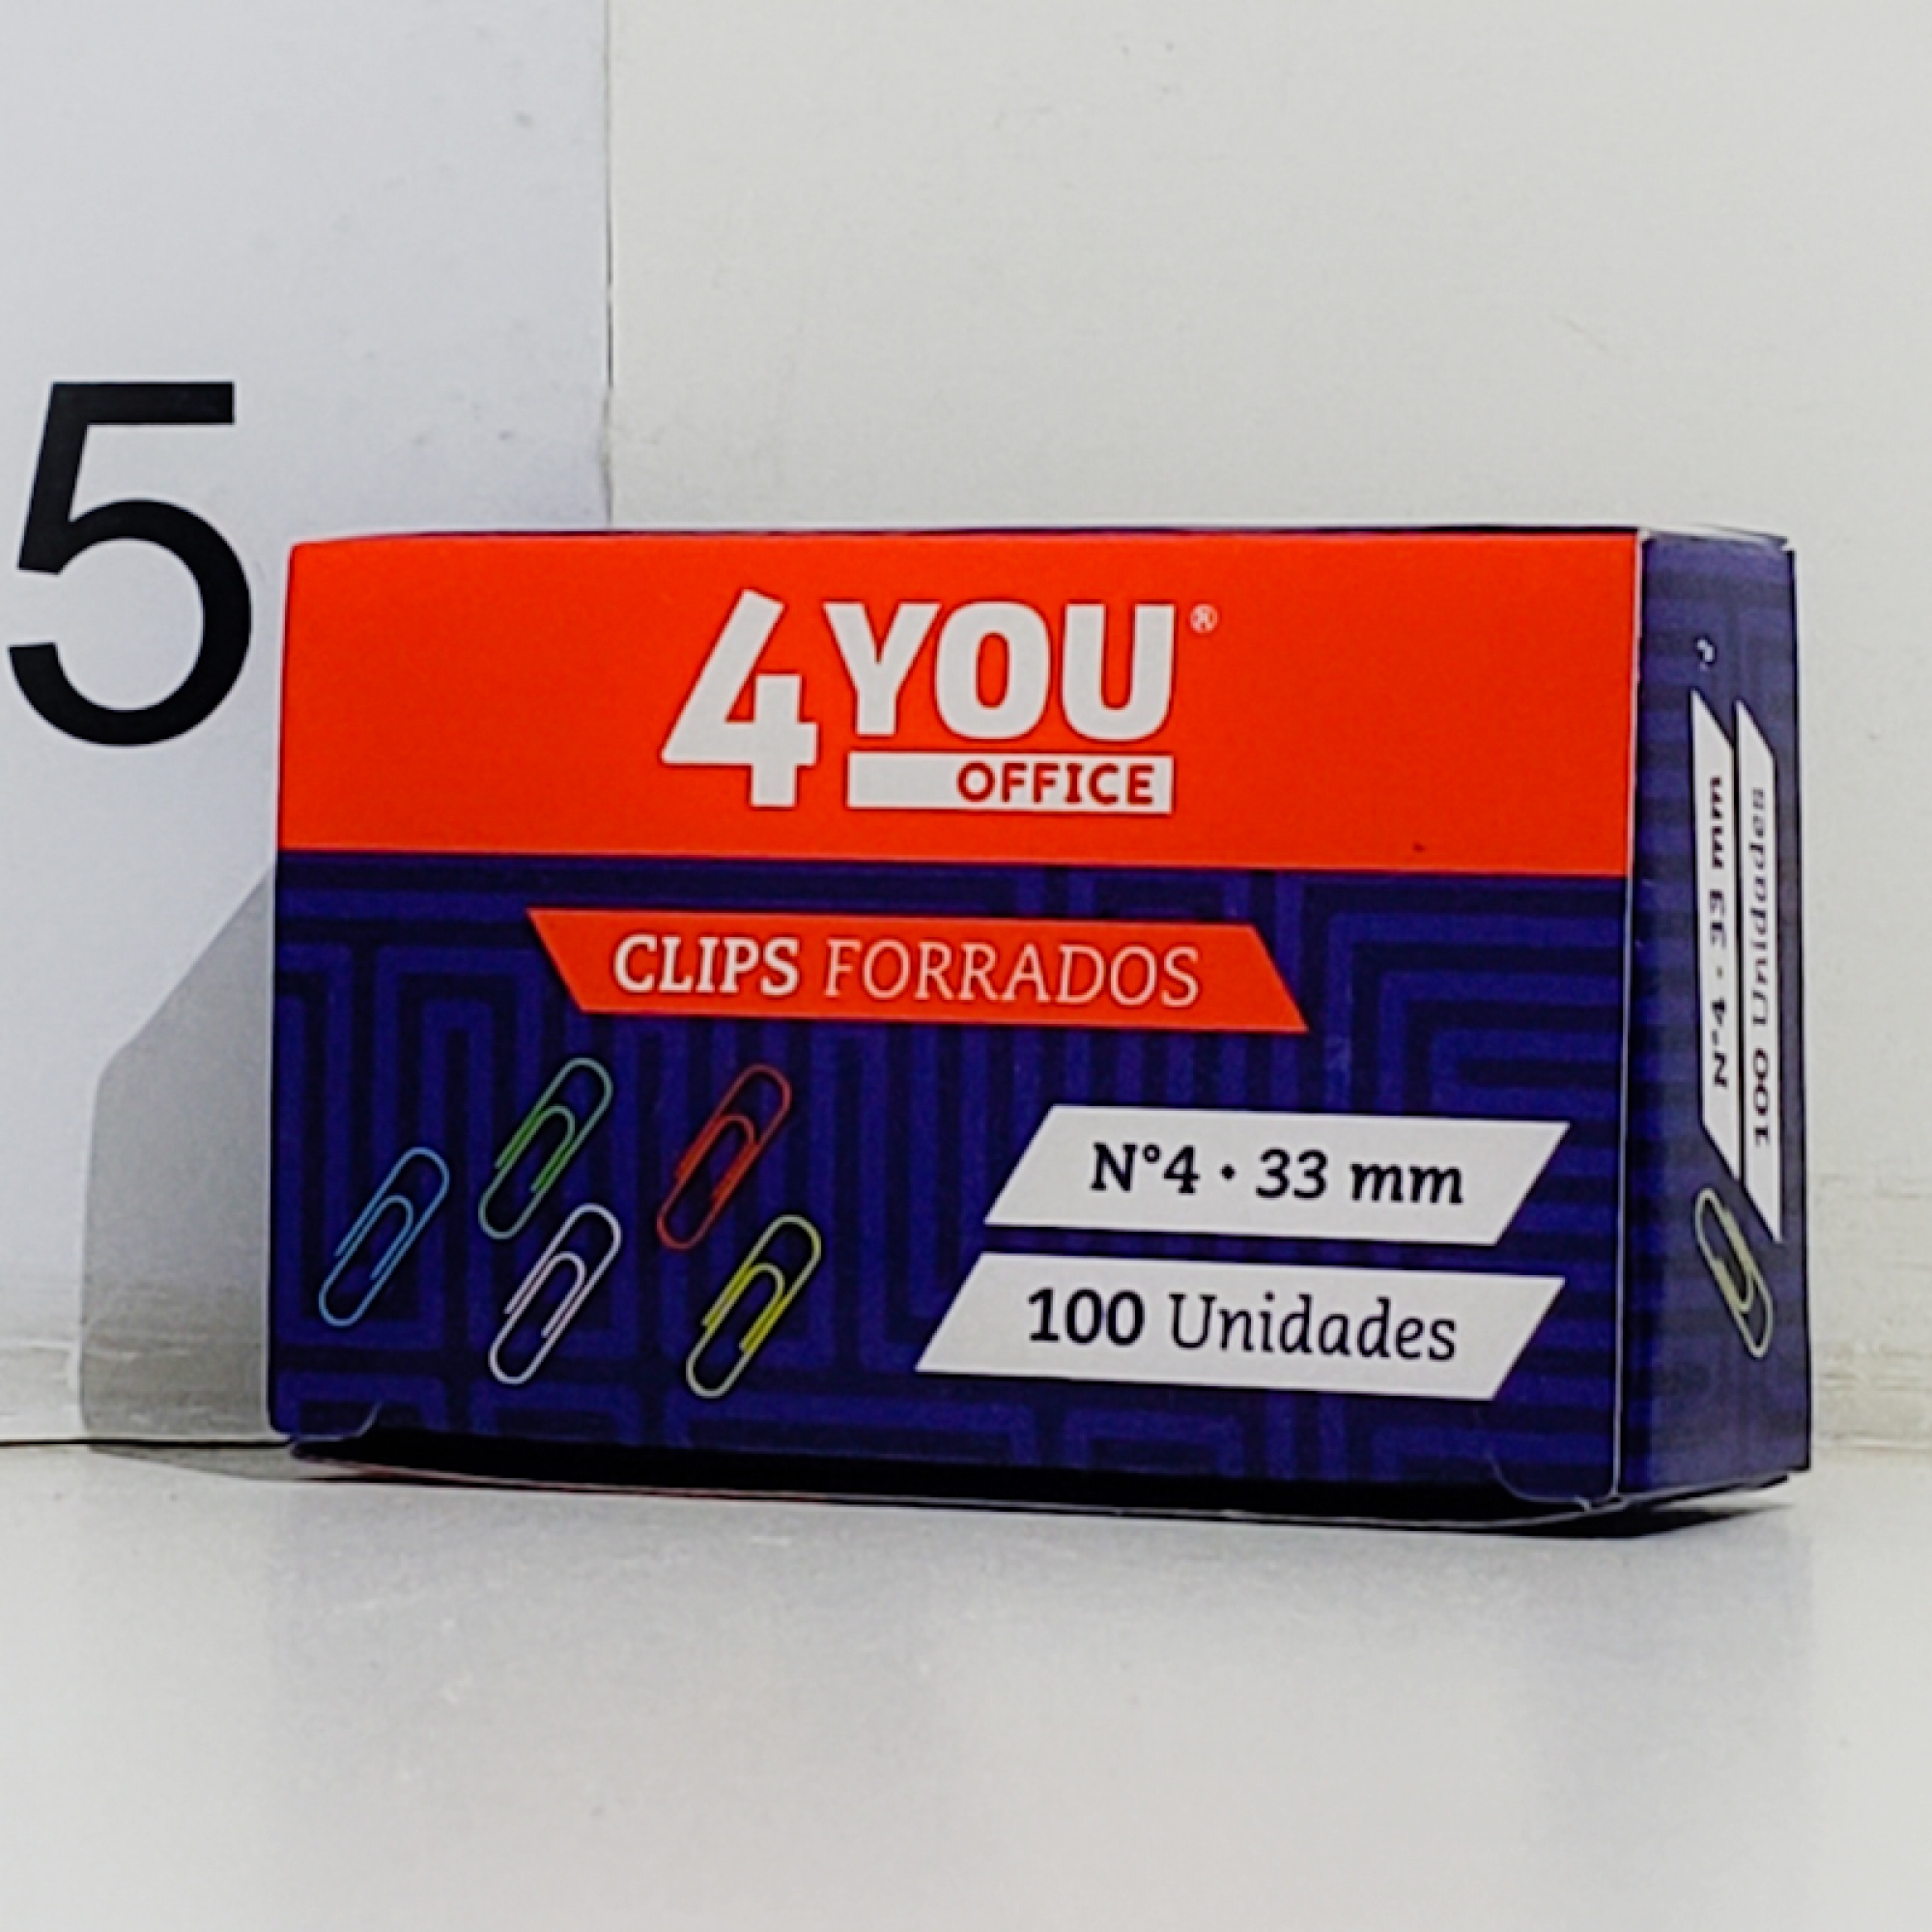 5
4YOU®
OFFICE
CLIPS FORRADOS
N°4 • 33 mm
100 Unidades
N°4 • 33 mm
100 Unidades